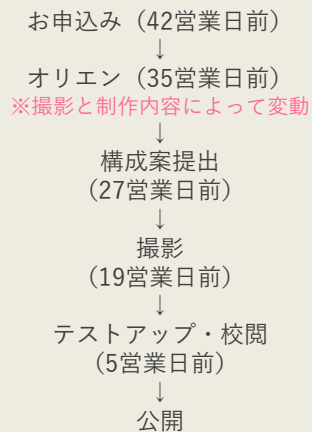 お申込み（42営業日前）
↓
オリエン（35営業日前）
※撮影と制作内容によって変動
↓
構成案提出
（27営業日前）
↓
撮影
（19営業日前）
↓
テストアップ・校閲
（5営業日前）
↓
公開